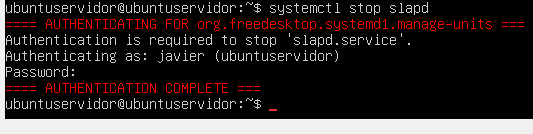 ubuntuservidor@ubuntuservidor:~$ systemctl stop slapd
==== AUTHENTICATING FOR org.freedesktop.systemd1.manage-units ===
Authentication is required to stop 'slapd.service'.
Authenticating as: javier (ubuntuservidor)
Password:
==== AUTHENTICATION COMPLETE ===
ubuntuservidor@ubuntuservidor:~$ _